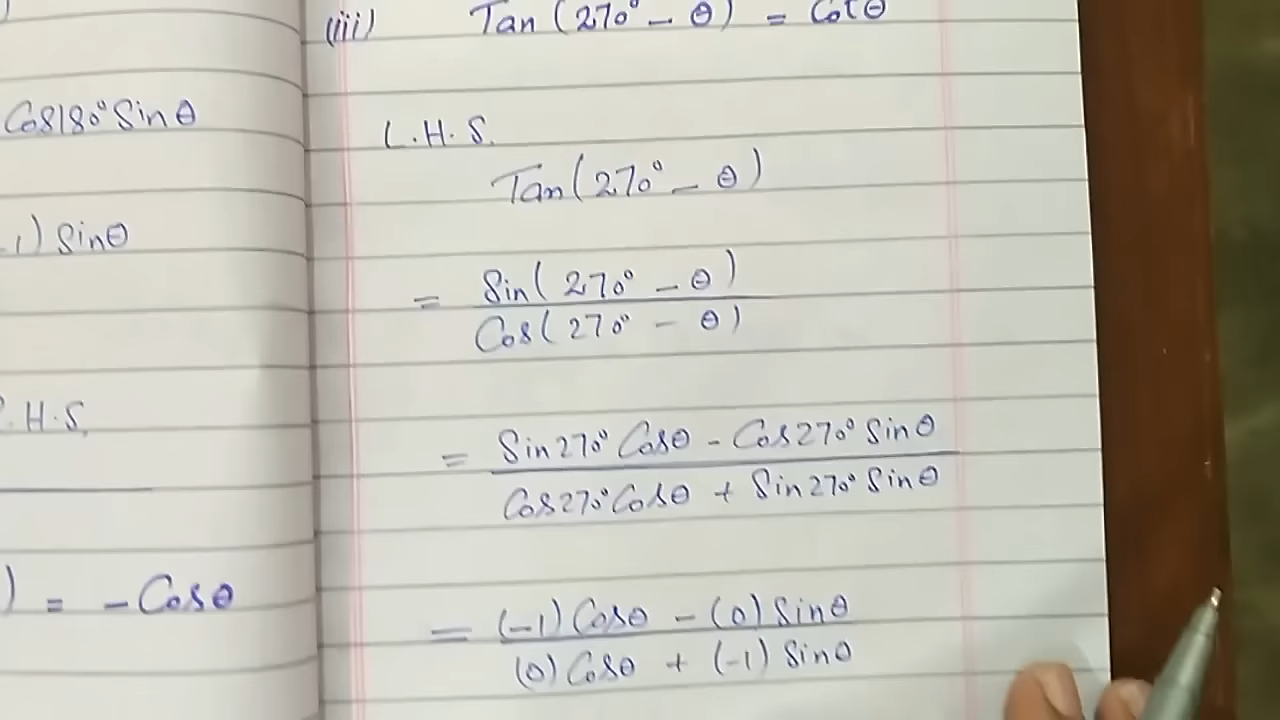 Cos180° Sinθ
1) Sinθ
.H.S.
) = -Cosθ
(iii) Tan (270° - θ) = Cotθ
L.H.S.
Tan(270° - θ)
= Sin(270° - θ)
Cos(270° - θ)
= Sin270° Cosθ - Cos270° Sinθ
Cos270° Cosθ + Sin270° Sinθ
= (-1) Cosθ - (0) Sinθ
(0) Cosθ + (-1) Sinθ